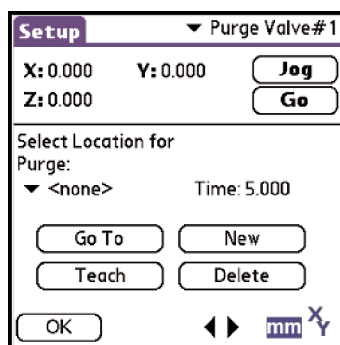 Setup Purge Valve#1
X: 0.000 Y: 0.000 Jog
Z: 0.000 Go
Select Location for
Purge:
<none> Time: 5.000
Go To New
Teach Delete
OK mm X Y